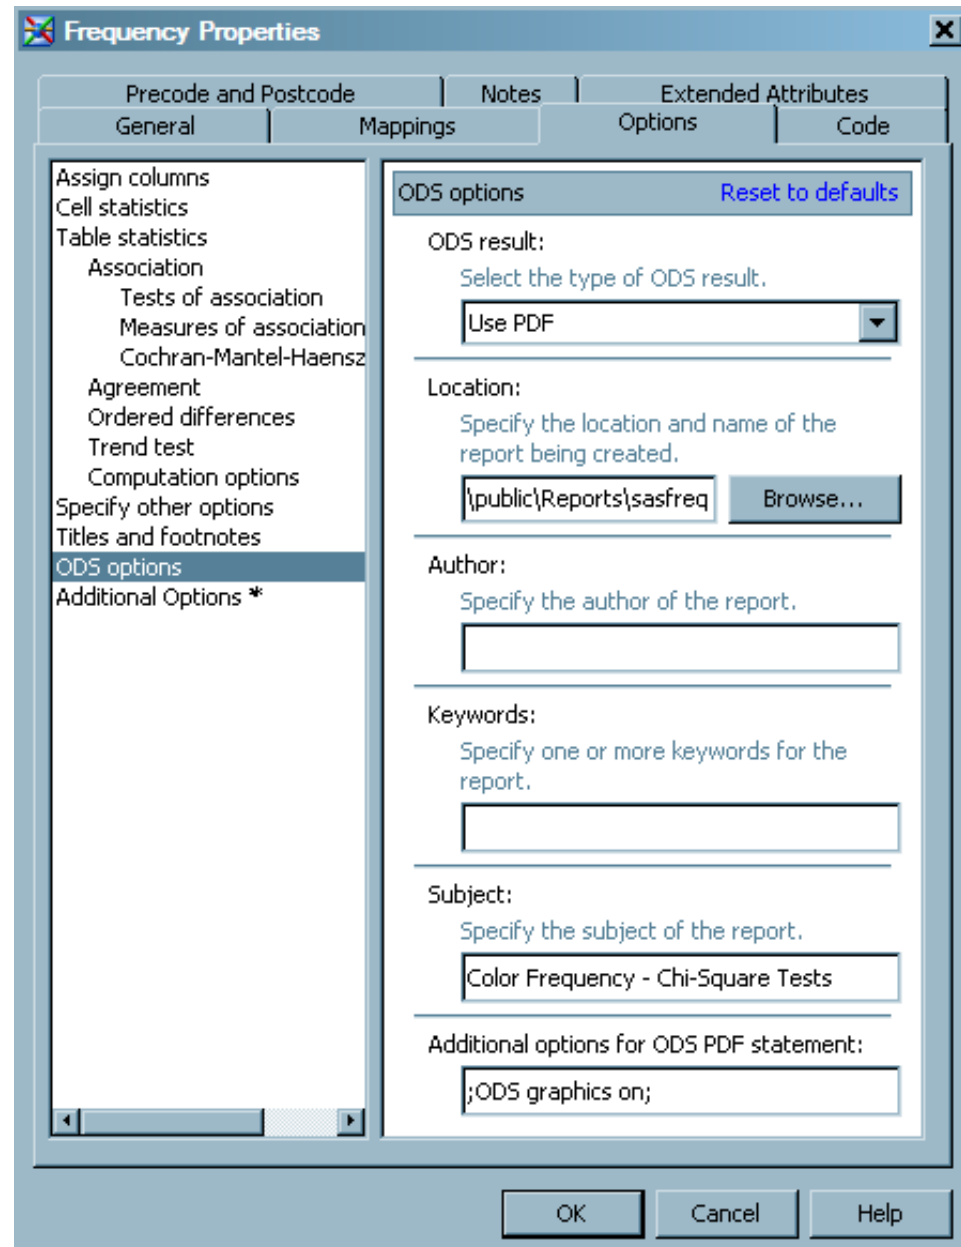 Frequency Properties
Precode and Postcode Notes Extended Attributes
General Mappings Options Code
Assign columns
Cell statistics
Table statistics
Association
Tests of association
Measures of association
Cochran-Mantel-Haensz
Agreement
Ordered differences
Trend test
Computation options
Specify other options
Titles and footnotes
ODS options
Additional Options *
ODS options Reset to defaults
ODS result:
Select the type of ODS result.
Use PDF
Location:
Specify the location and name of the
report being created.
\public\Reports\sasfreq Browse...
Author:
Specify the author of the report.
Keywords:
Specify one or more keywords for the
report.
Subject:
Specify the subject of the report.
Color Frequency - Chi-Square Tests
Additional options for ODS PDF statement:
;ODS graphics on;
OK Cancel Help